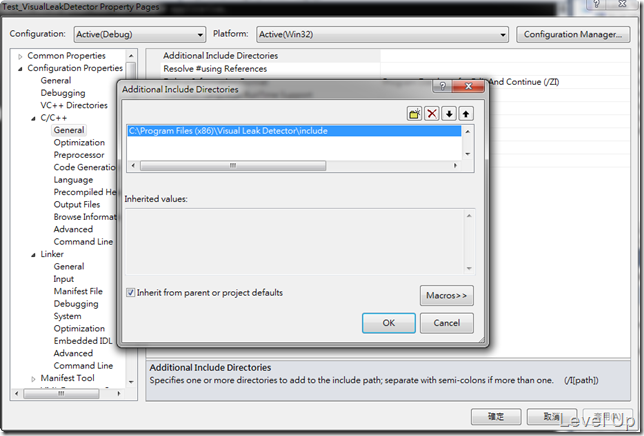 Test_VisualLeakDetector Property Pages
Configuration: Active(Debug) Platform: Active(Win32) Configuration Manager...
Common Properties
Configuration Properties
General
Debugging
VC++ Directories
C/C++
General
Optimization
Preprocessor
Code Generation
Language
Precompiled He
Output Files
Browse Informati
Advanced
Command Line
Linker
General
Input
Manifest File
Debugging
System
Optimization
Embedded IDL
Advanced
Command Line
Manifest Tool
Additional Include Directories
Resolve #using References
And Continue (/ZI)
Additional Include Directories
C:\Program Files (x86)\Visual Leak Detector\include
Inherited values:
Inherit from parent or project defaults
Macros>>
OK Cancel
Additional Include Directories
Specifies one or more directories to add to the include path; separate with semi-colons if more than one. (/I[path])
確定 取消
Level Up